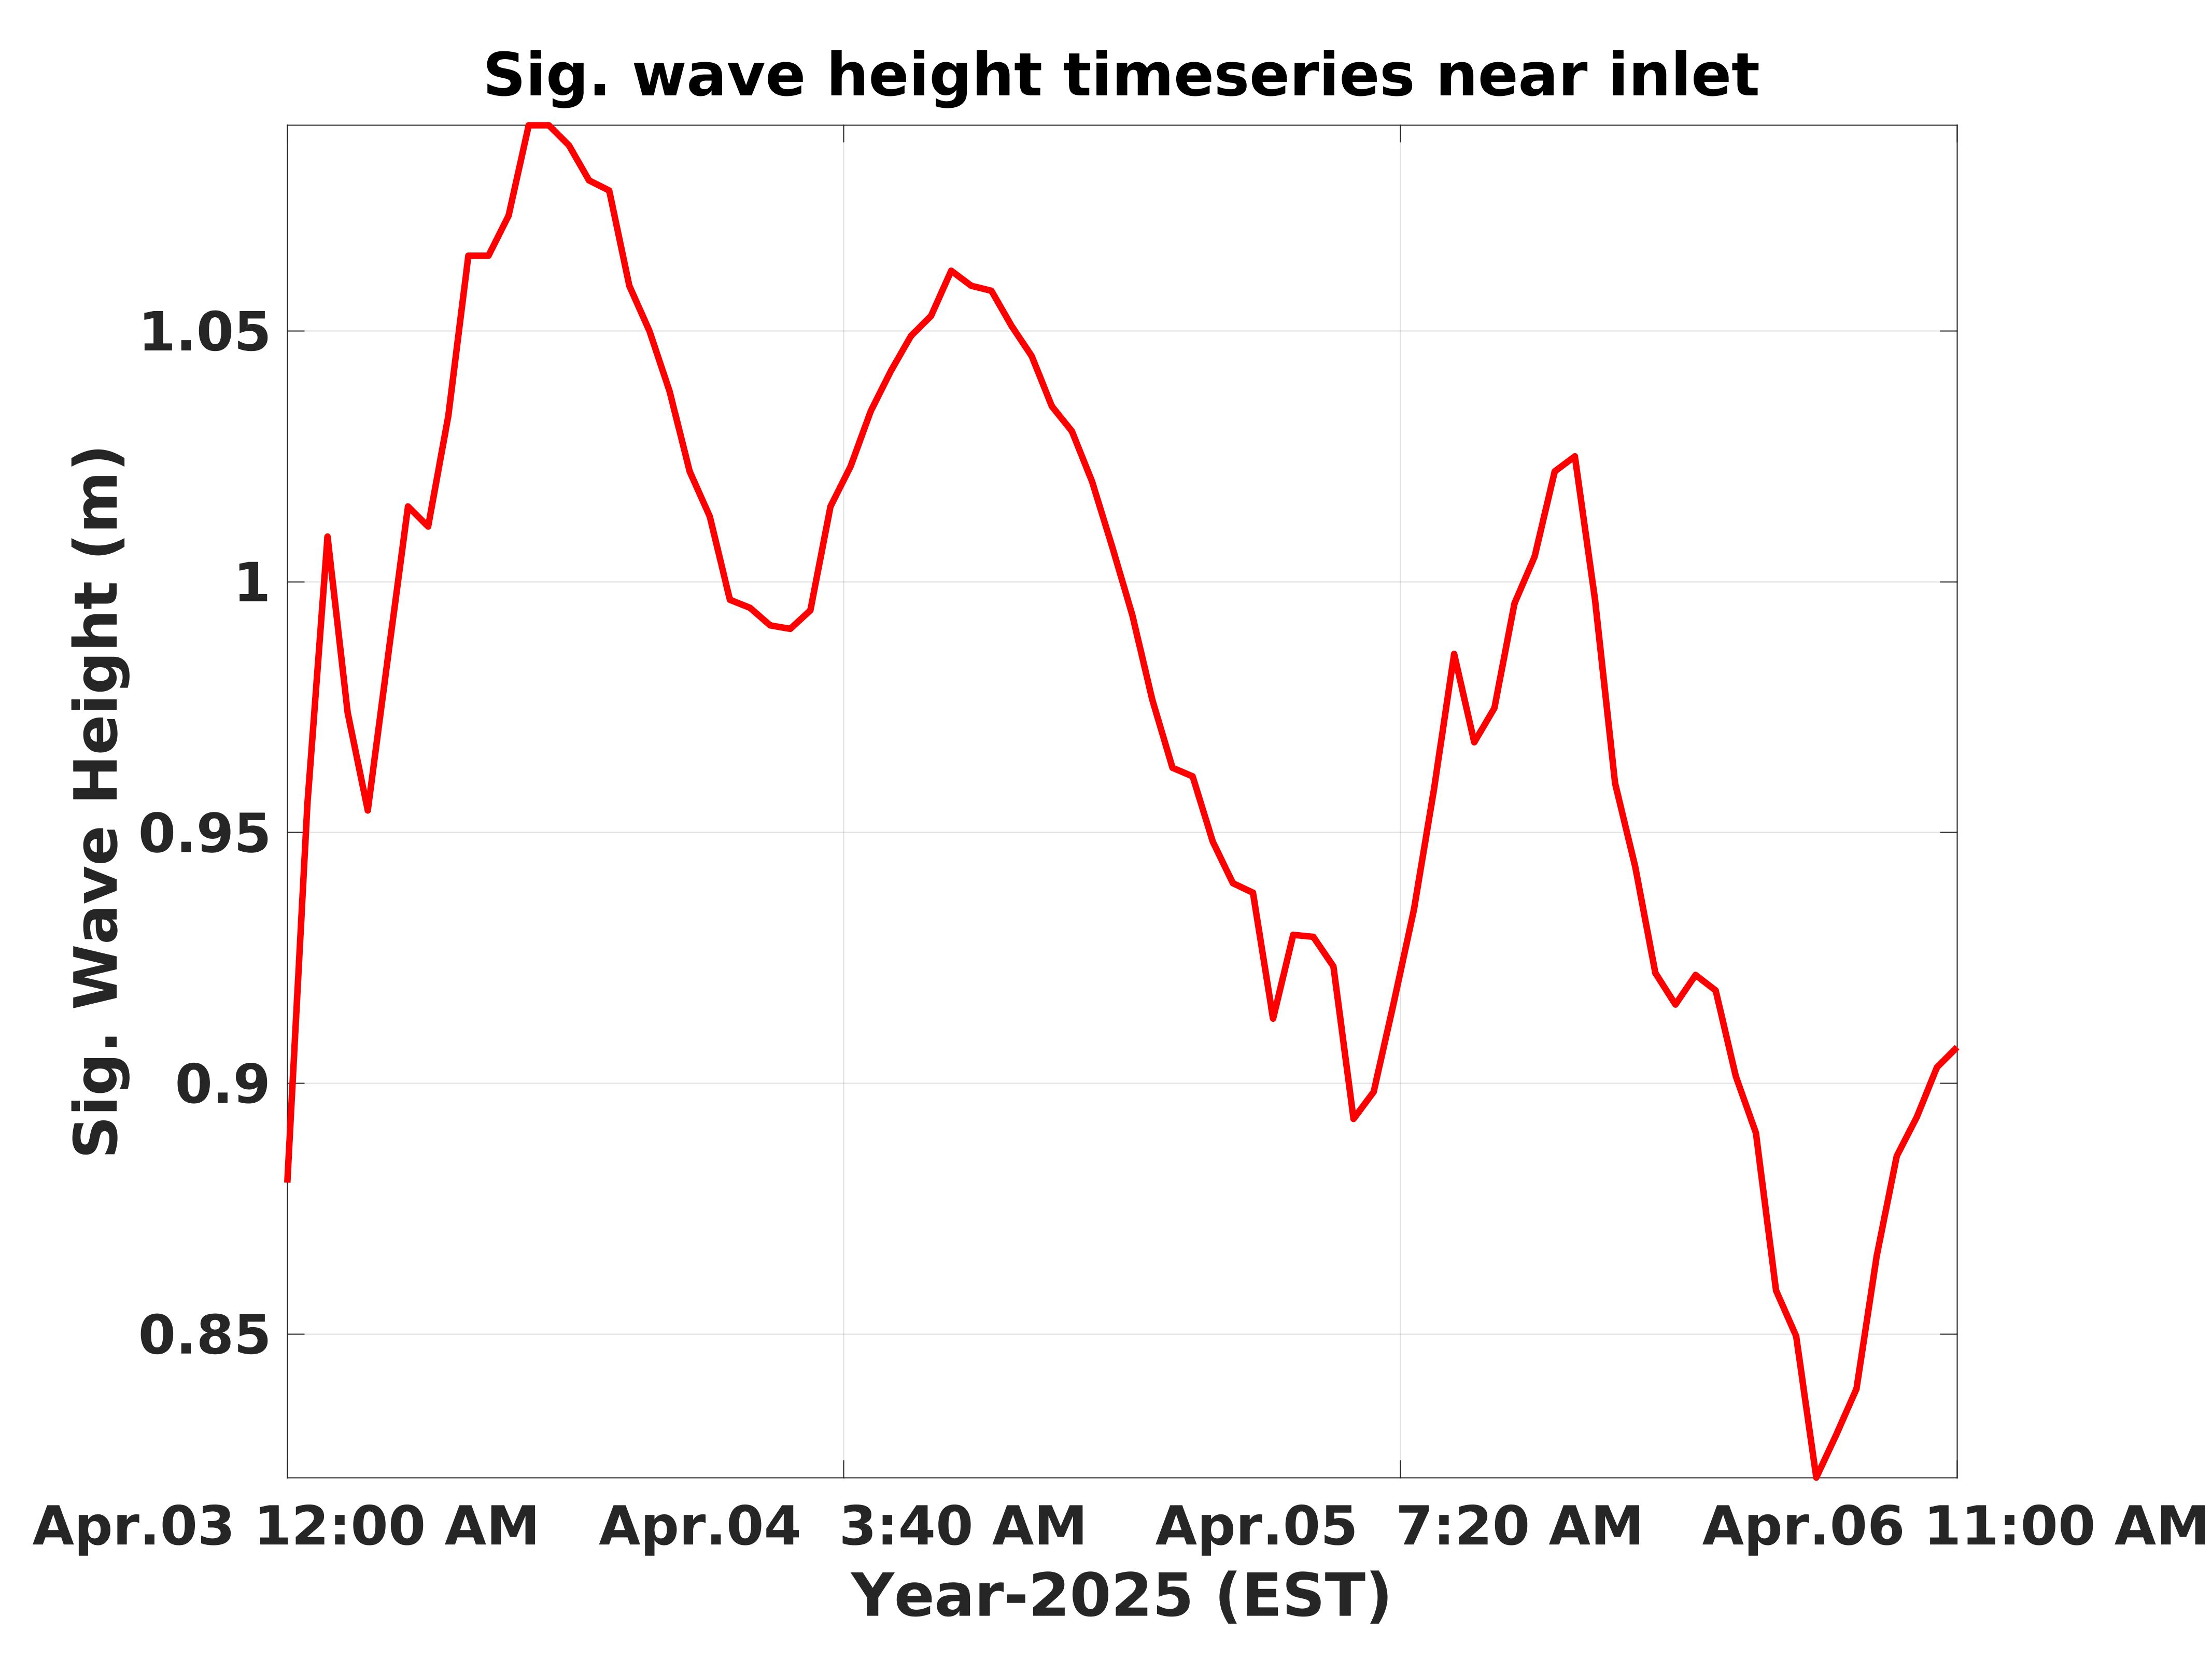 Sig. wave height timeseries near inlet
Sig. Wave Height (m)
1.05
1
0.95
0.9
0.85
Apr.03 12:00 AM Apr.04 3:40 AM Apr.05 7:20 AM Apr.06 11:00 AM
Year-2025 (EST)